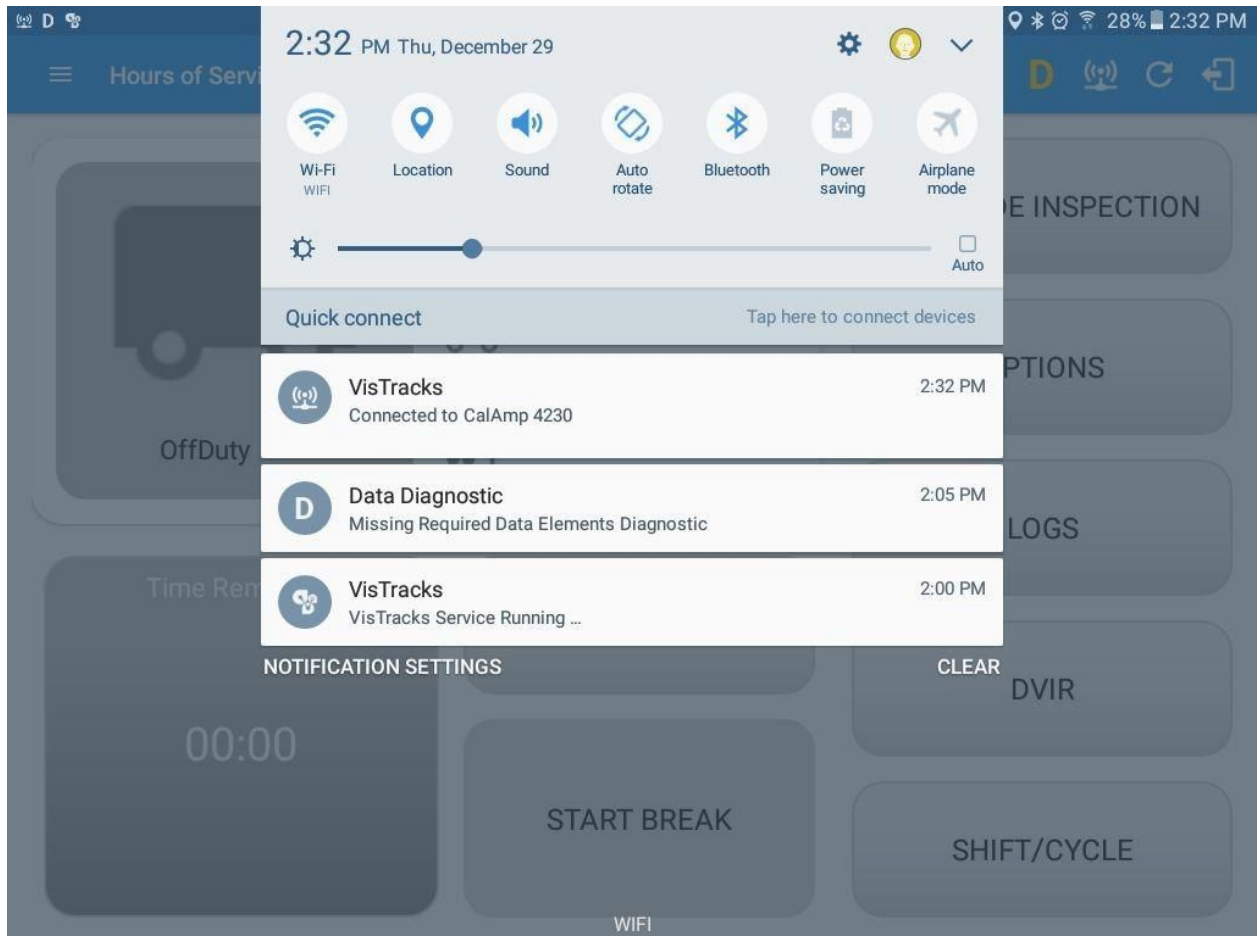 D
28% 2:32 PM
2:32 PM Thu, December 29
Hours of Servi
D
Wi-Fi
WIFI
Location
Sound
Auto
rotate
Bluetooth
Power
saving
Airplane
mode
E INSPECTION
Auto
Quick connect
Tap here to connect devices
VisTracks
2:32 PM
Connected to CalAmp 4230
PTIONS
OffDuty
D
Data Diagnostic
2:05 PM
Missing Required Data Elements Diagnostic
LOGS
Time Rem
VisTracks
2:00 PM
VisTracks Service Running ...
NOTIFICATION SETTINGS
CLEAR
DVIR
00:00
START BREAK
SHIFT/CYCLE
WIFI